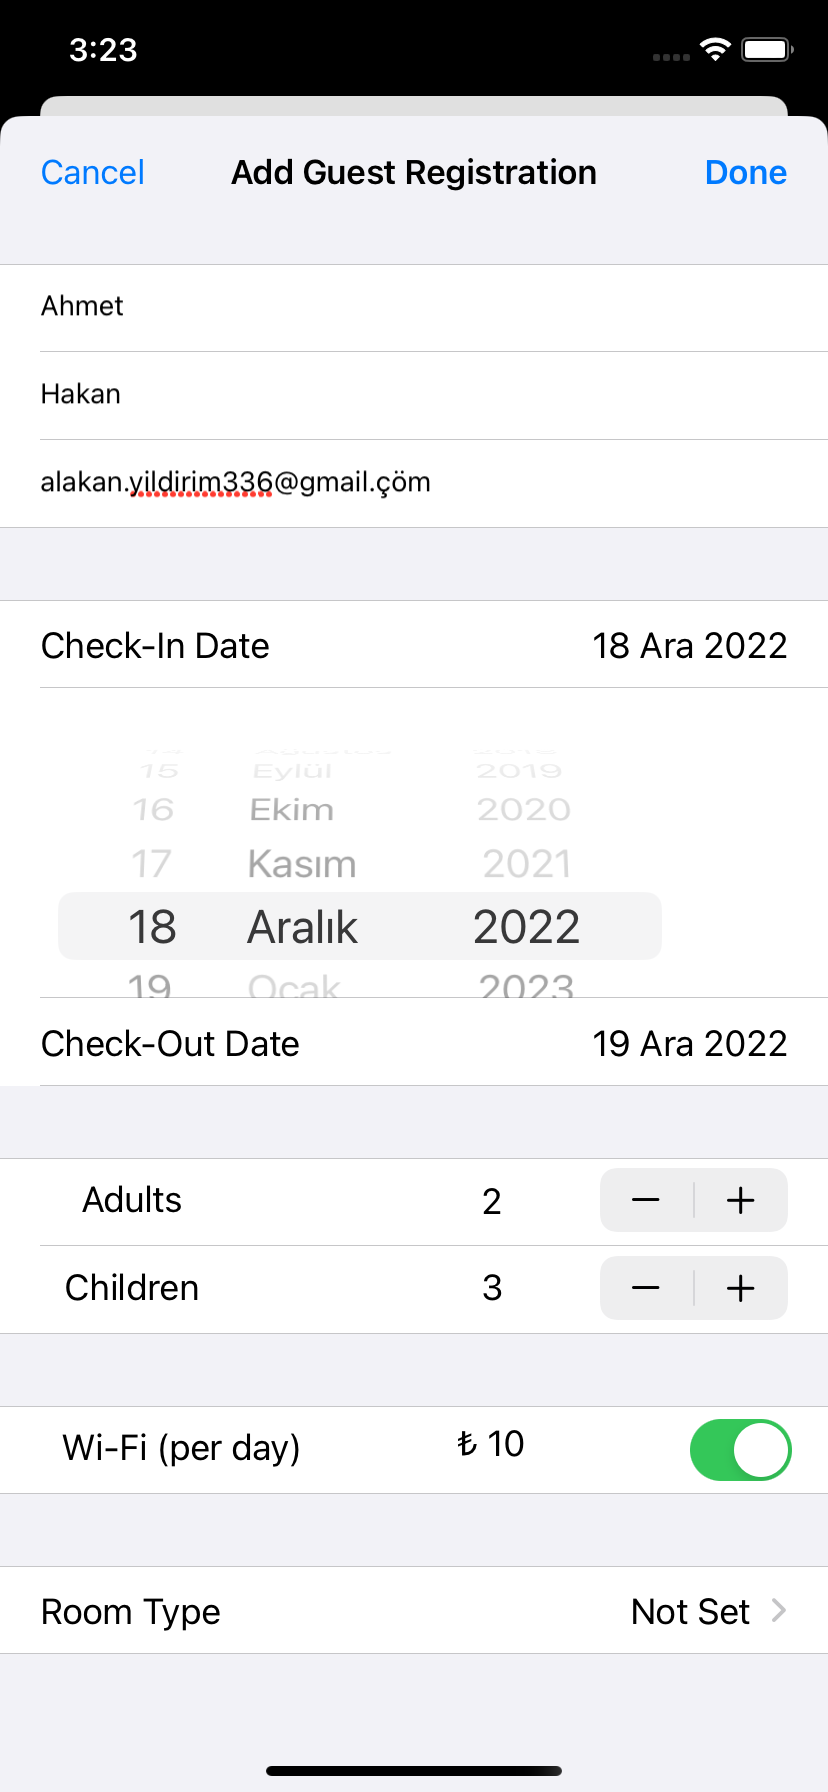 3:23
Cancel Add Guest Registration Done
Ahmet
Hakan
alakan.yildirim336@gmail.çöm
Check-In Date 18 Ara 2022
15 Eylül 2019
16 Ekim 2020
17 Kasım 2021
18 Aralık 2022
19 Ocak 2023
Check-Out Date 19 Ara 2022
Adults 2 − +
Children 3 − +
Wi-Fi (per day) ₺ 10
Room Type Not Set